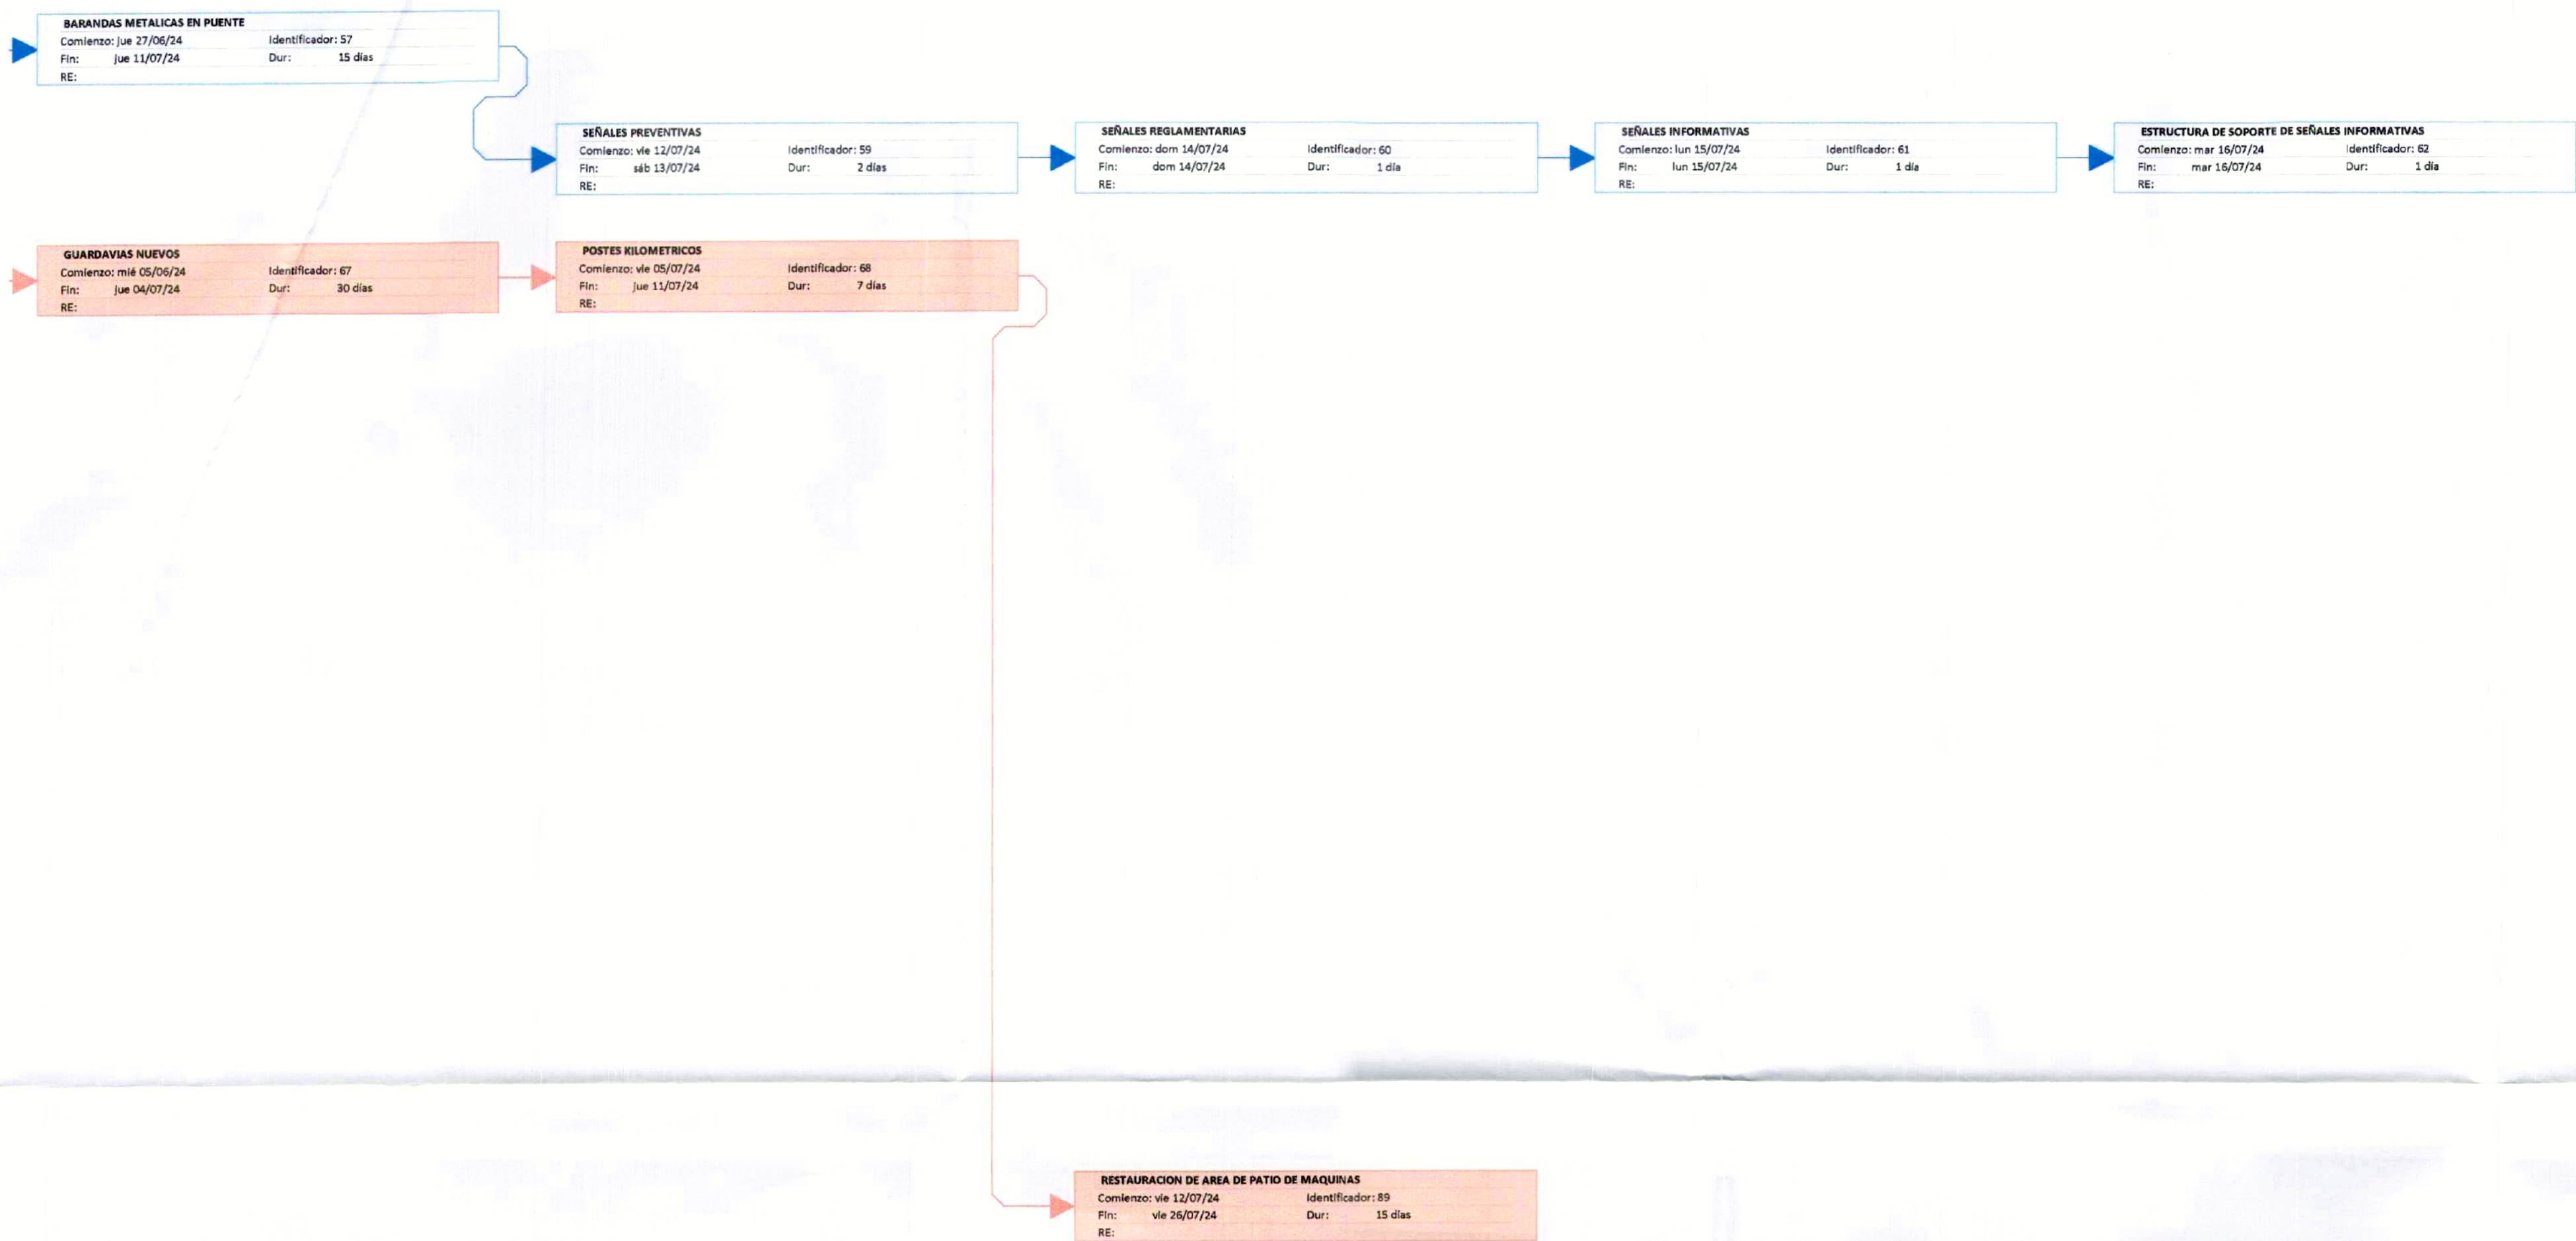 BARANDAS METALICAS EN PUENTE
Comienzo: jue 27/06/24 Identificador: 57
Fin: jue 11/07/24 Dur: 15 días
RE:
SEÑALES PREVENTIVAS
Comienzo: vie 12/07/24 Identificador: 59
Fin: sáb 13/07/24 Dur: 2 días
RE:
SEÑALES REGLAMENTARIAS
Comienzo: dom 14/07/24 Identificador: 60
Fin: dom 14/07/24 Dur: 1 día
RE:
SEÑALES INFORMATIVAS
Comienzo: lun 15/07/24 Identificador: 61
Fin: lun 15/07/24 Dur: 1 día
RE:
ESTRUCTURA DE SOPORTE DE SEÑALES INFORMATIVAS
Comienzo: mar 16/07/24 Identificador: 62
Fin: mar 16/07/24 Dur: 1 día
RE:
GUARDAVIAS NUEVOS
Comienzo: mié 05/06/24 Identificador: 67
Fin: jue 04/07/24 Dur: 30 días
RE:
POSTES KILOMETRICOS
Comienzo: vie 05/07/24 Identificador: 68
Fin: jue 11/07/24 Dur: 7 días
RE:
RESTAURACION DE AREA DE PATIO DE MAQUINAS
Comienzo: vie 12/07/24 Identificador: 89
Fin: vie 26/07/24 Dur: 15 días
RE: